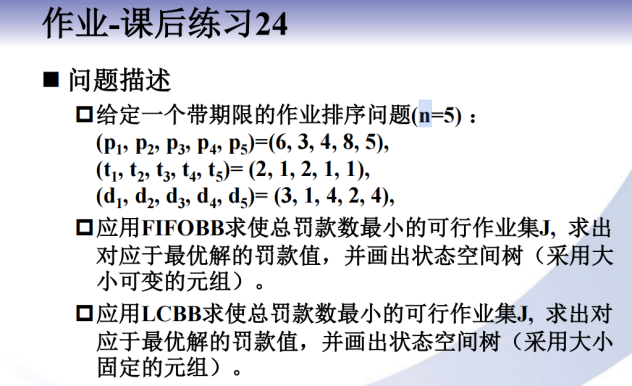 作业-课后练习24
■ 问题描述
给定一个带期限的作业排序问题(n=5)：
(p₁, p₂, p₃, p₄, p₅)=(6, 3, 4, 8, 5),
(t₁, t₂, t₃, t₄, t₅)= (2, 1, 2, 1, 1),
(d₁, d₂, d₃, d₄, d₅)= (3, 1, 4, 2, 4),
应用FIFOBB求使总罚款数最小的可行作业集J, 求出
对应于最优解的罚款值，并画出状态空间树（采用大
小可变的元组）。
应用LCBB求使总罚款数最小的可行作业集J, 求出对
应于最优解的罚款值，并画出状态空间树（采用大小
固定的元组）。